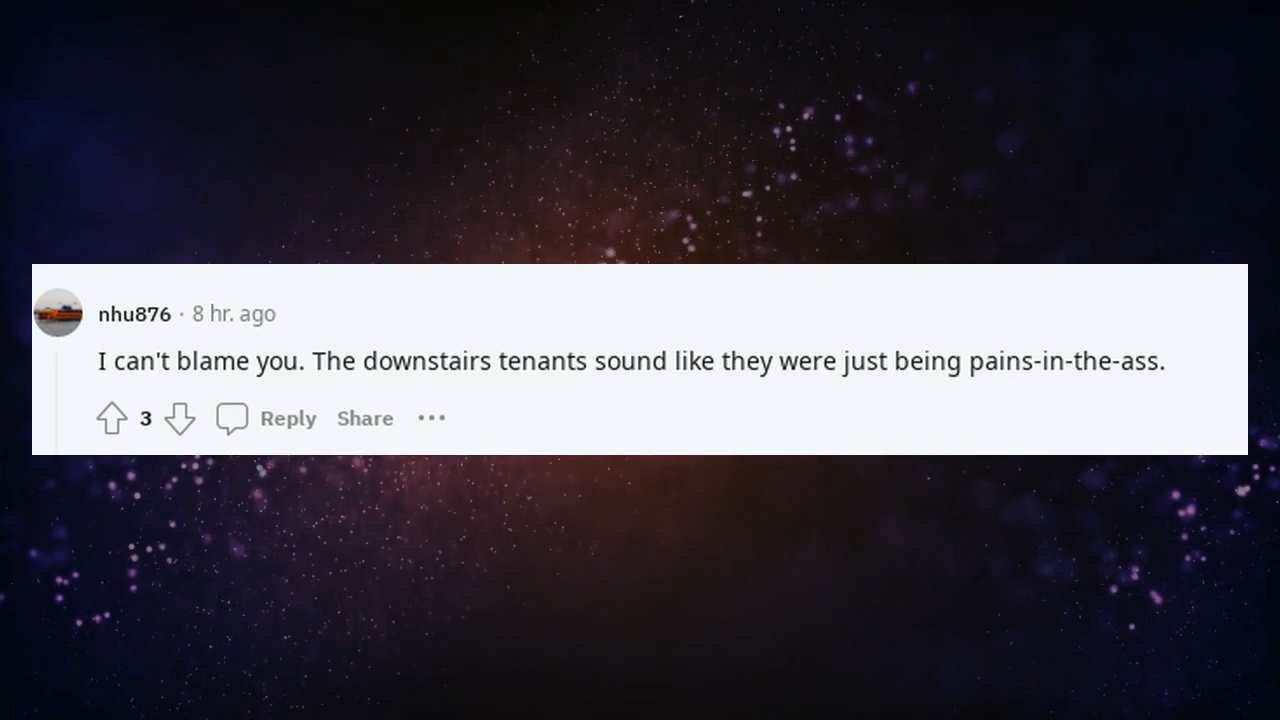 nhu876 · 8 hr. ago
I can't blame you. The downstairs tenants sound like they were just being pains-in-the-ass.
3 Reply Share ···